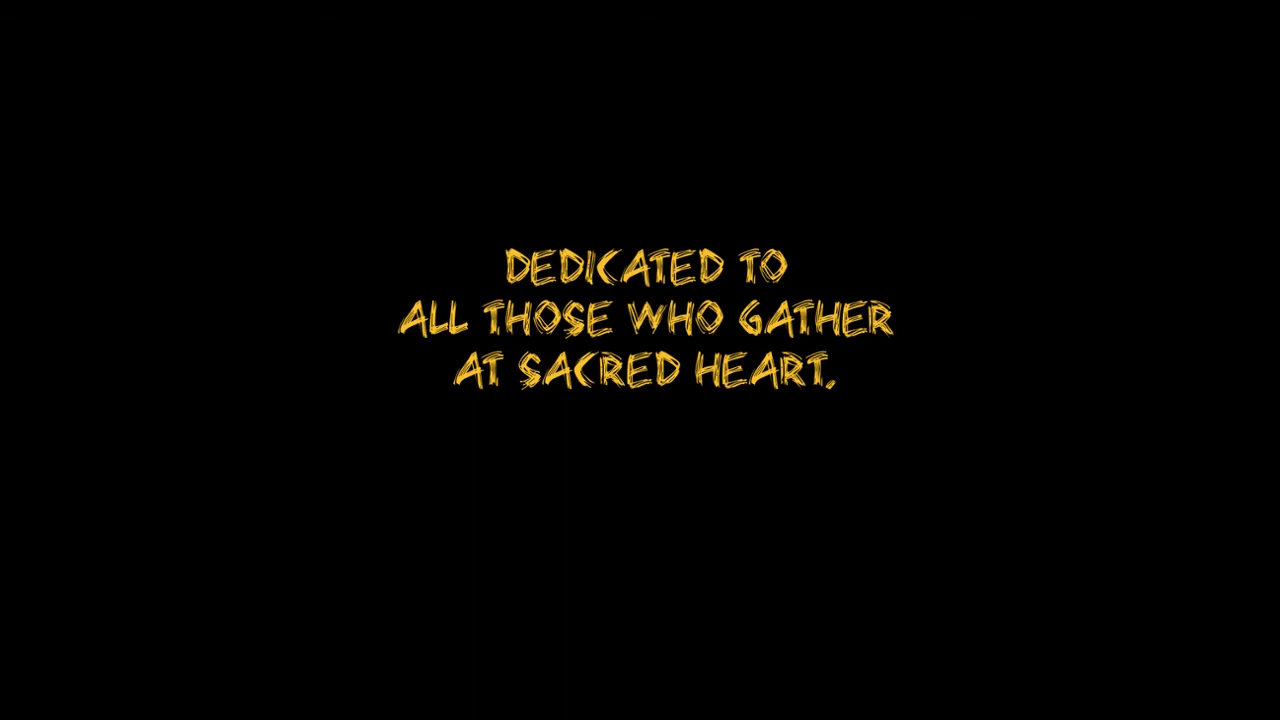 DEDICATED TO
ALL THOSE WHO GATHER
AT SACRED HEART,